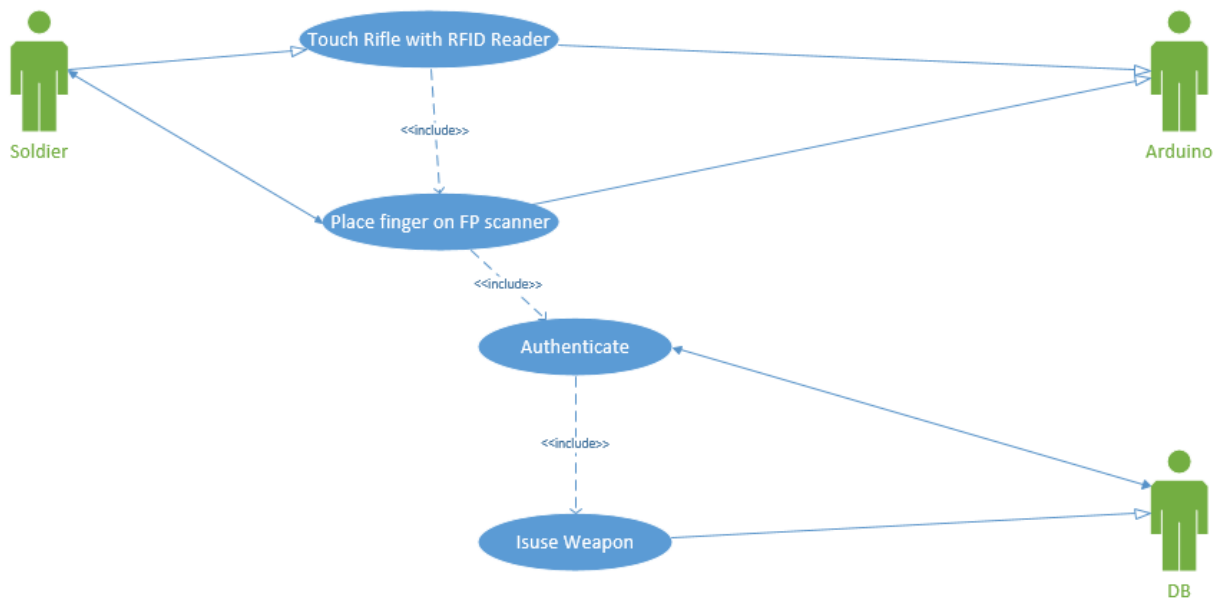 Touch Rifle with RFID Reader
<<include>>
Soldier
Arduino
Place finger on FP scanner
<<include>>
Authenticate
<<include>>
Isuse Weapon
DB